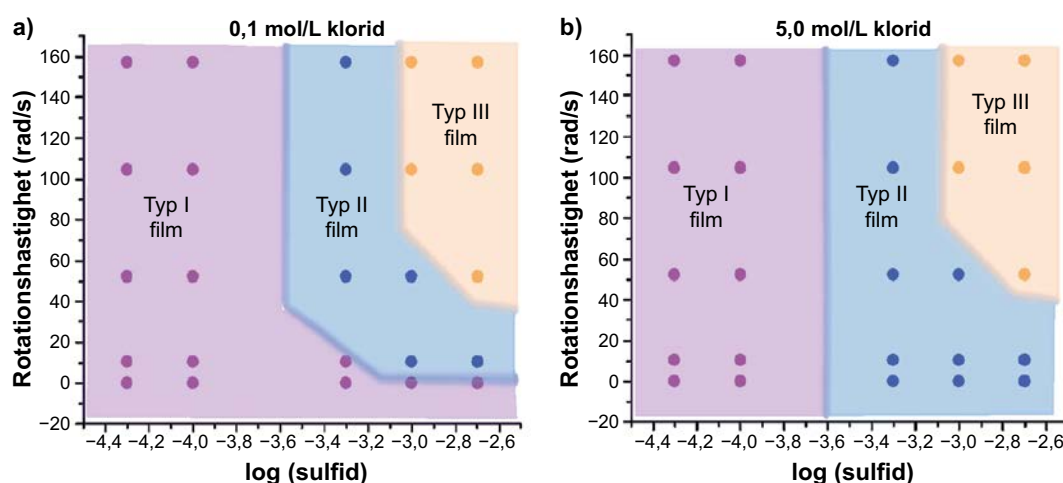 a)
0,1 mol/L klorid
Rotationshastighet (rad/s)
160
140
120
100
80
60
40
20
0
−20
Typ I
film
Typ II
film
Typ III
film
−4,4 −4,2 −4,0 −3,8 −3,6 −3,4 −3,2 −3,0 −2,8 −2,6
log (sulfid)
b)
5,0 mol/L klorid
Rotationshastighet (rad/s)
160
140
120
100
80
60
40
20
0
−20
Typ I
film
Typ II
film
Typ III
film
−4,4 −4,2 −4,0 −3,8 −3,6 −3,4 −3,2 −3,0 −2,8 −2,6
log (sulfid)